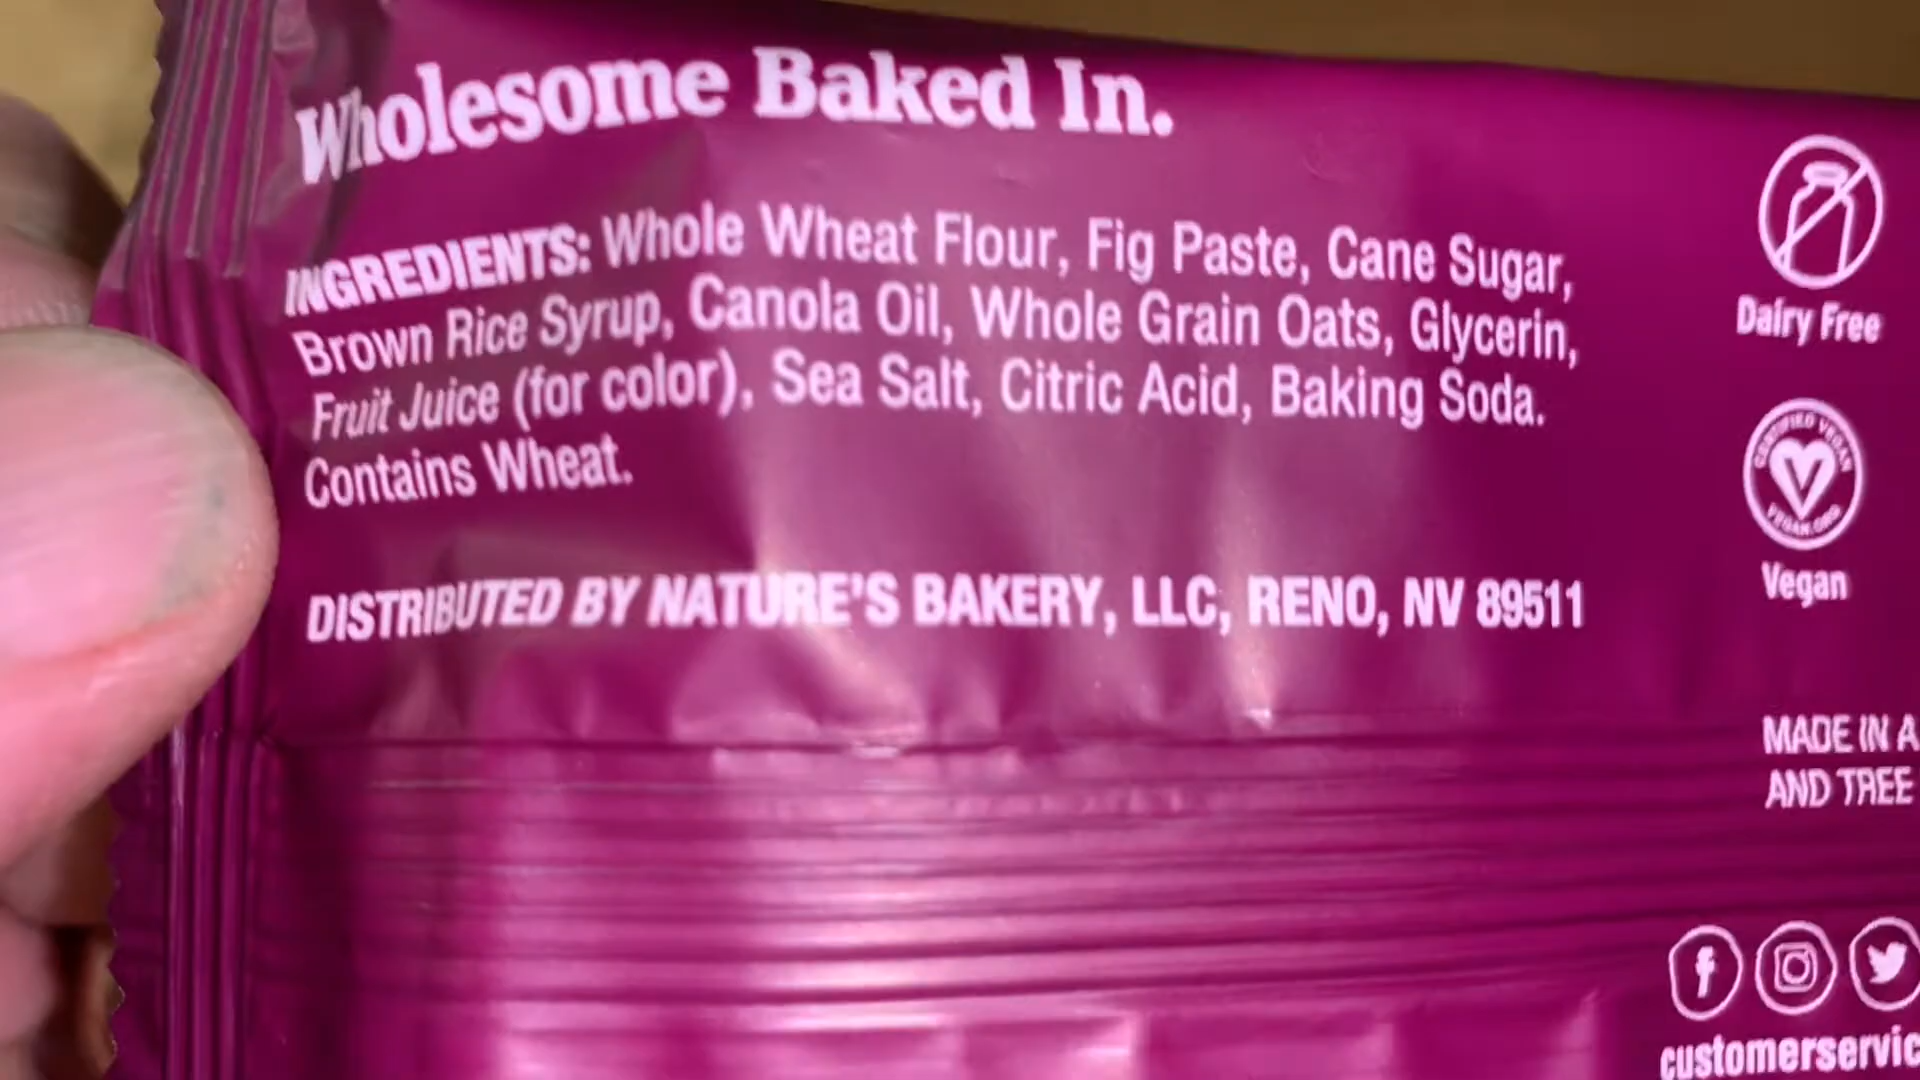 Wholesome Baked In.
INGREDIENTS: Whole Wheat Flour, Fig Paste, Cane Sugar,
Brown Rice Syrup, Canola Oil, Whole Grain Oats, Glycerin,
Fruit Juice (for color), Sea Salt, Citric Acid, Baking Soda.
Contains Wheat.
DISTRIBUTED BY NATURE'S BAKERY, LLC, RENO, NV 89511
Dairy Free
CERTIFIED VEGAN
V
VEGAN.ORG
Vegan
MADE IN A
AND TREE
customerservic